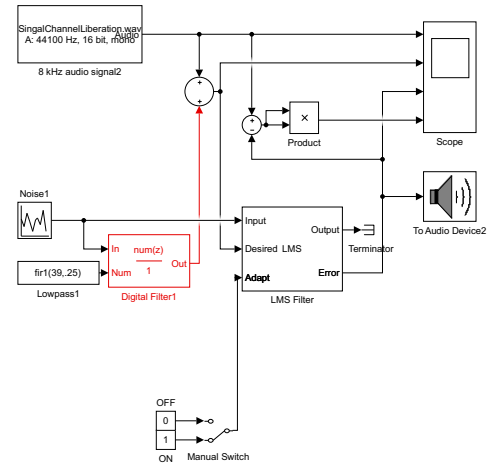 SingalChannelLiberation.wav
A: 44100 Hz, 16 bit, mono
Audio
8 kHz audio signal2
+
+
+
−
×
Product
Scope
To Audio Device2
Noise1
Input
Desired LMS
Adapt
Output
Error
LMS Filter
Terminator
In
Num
num(z)
1
Out
Digital Filter1
fir1(39,.25)
Lowpass1
OFF
0
1
ON
Manual Switch